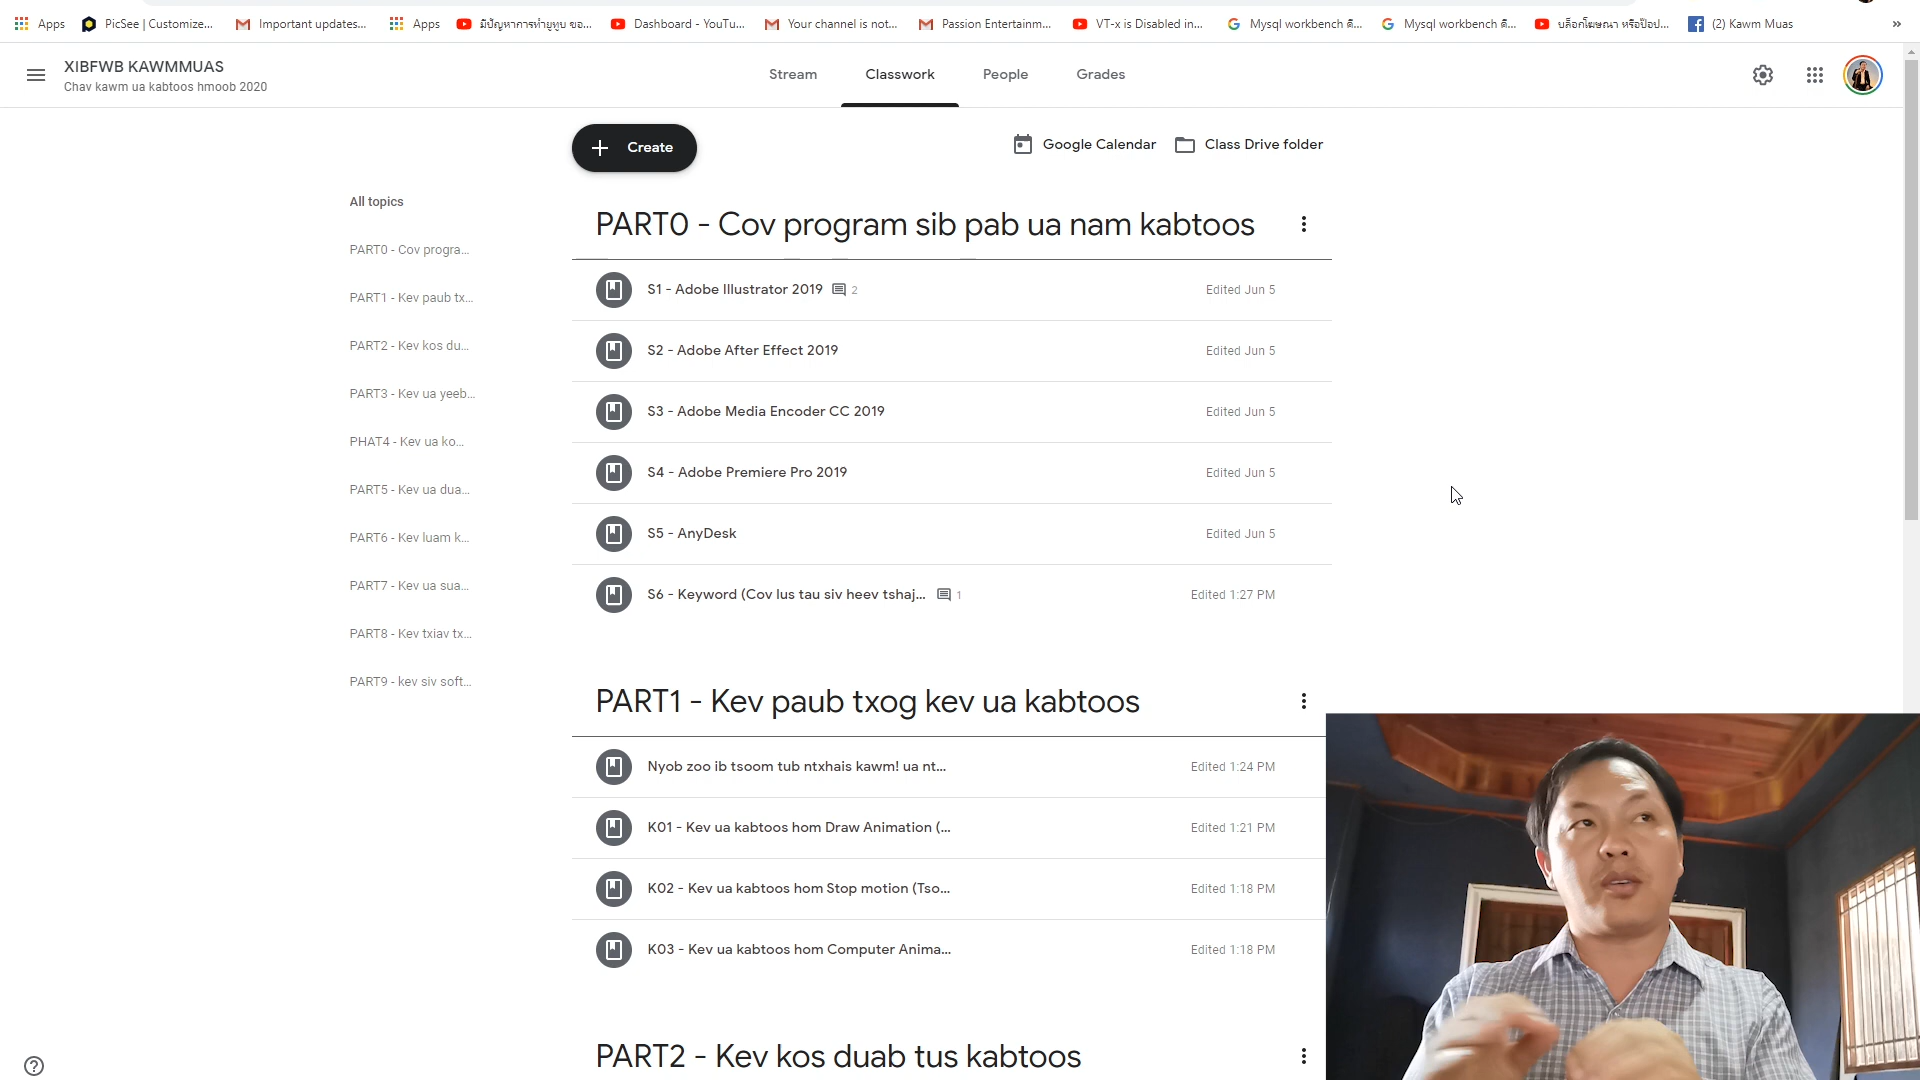 Apps
PicSee | Customize...
Important updates...
Apps
มีปัญหาการทำยูทูบ ขอ...
Dashboard - YouTu...
Your channel is not...
Passion Entertainm...
VT-x is Disabled in...
Mysql workbench ดี...
Mysql workbench ดี...
บล็อกโฆษณา หรือป๊อป...
(2) Kawm Muas
»
XIBFWB KAWMMUAS
Chav kawm ua kabtoos hmoob 2020
Stream
Classwork
People
Grades
Create
Google Calendar
Class Drive folder
All topics
PART0 - Cov progra...
PART1 - Kev paub tx...
PART2 - Kev kos du...
PART3 - Kev ua yeeb...
PHAT4 - Kev ua ko...
PART5 - Kev ua dua...
PART6 - Kev luam k...
PART7 - Kev ua sua...
PART8 - Kev txiav tx...
PART9 - kev siv soft...
PART0 - Cov program sib pab ua nam kabtoos
S1 - Adobe Illustrator 2019 2
Edited Jun 5
S2 - Adobe After Effect 2019
Edited Jun 5
S3 - Adobe Media Encoder CC 2019
Edited Jun 5
S4 - Adobe Premiere Pro 2019
Edited Jun 5
S5 - AnyDesk
Edited Jun 5
S6 - Keyword (Cov lus tau siv heev tshaj... 1
Edited 1:27 PM
PART1 - Kev paub txog kev ua kabtoos
Nyob zoo ib tsoom tub ntxhais kawm! ua nt...
Edited 1:24 PM
K01 - Kev ua kabtoos hom Draw Animation (...
Edited 1:21 PM
K02 - Kev ua kabtoos hom Stop motion (Tso...
Edited 1:18 PM
K03 - Kev ua kabtoos hom Computer Anima...
Edited 1:18 PM
PART2 - Kev kos duab tus kabtoos